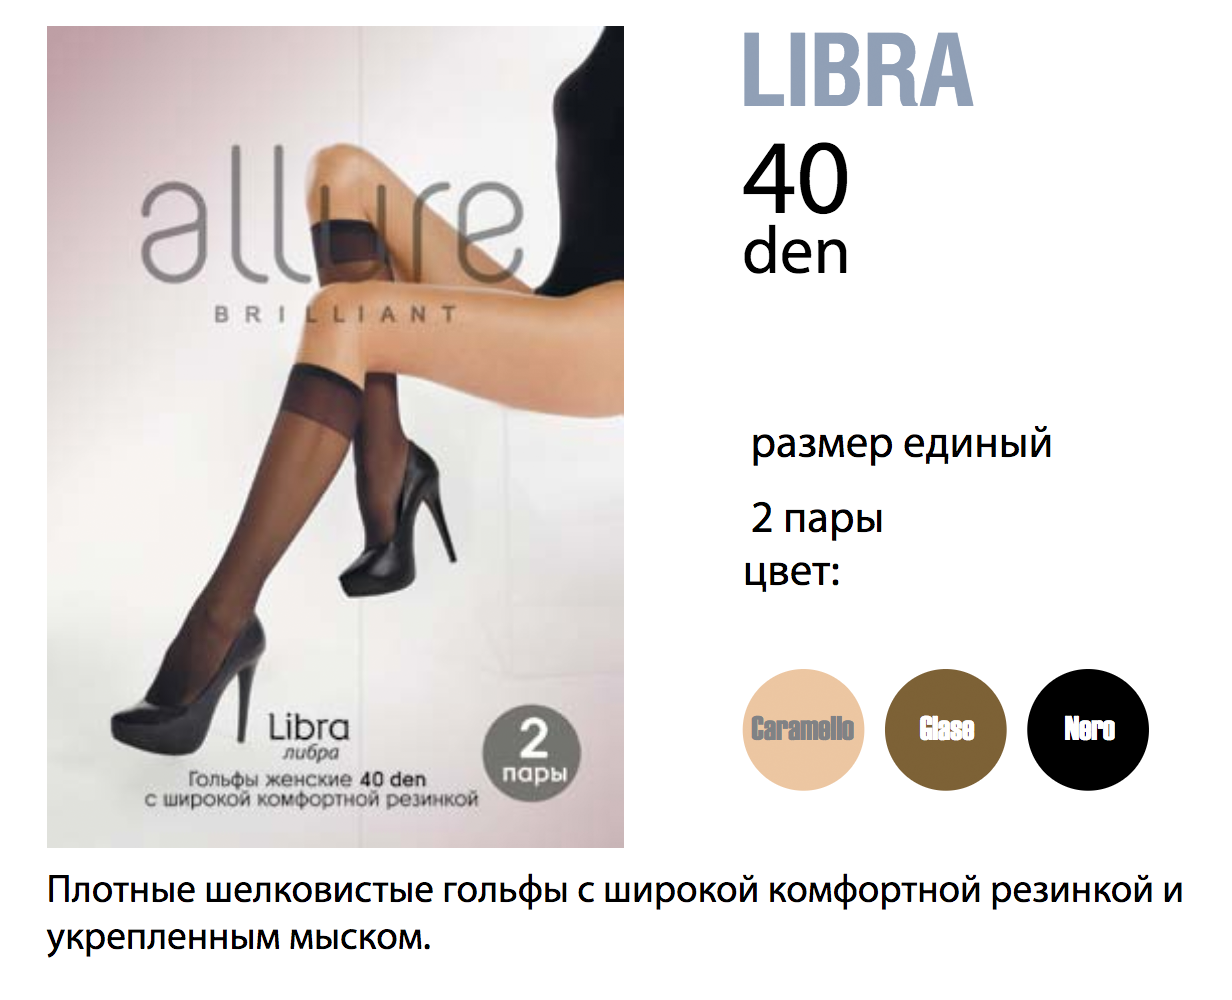 allure
BRILLIANT
Libra
либра
Гольфы женские 40 den
с широкой комфортной резинкой
2
пары
LIBRA
40
den
размер единый
2 пары
цвет:
Caramello
Glase
Nero
Плотные шелковистые гольфы с широкой комфортной резинкой и
укрепленным мыском.